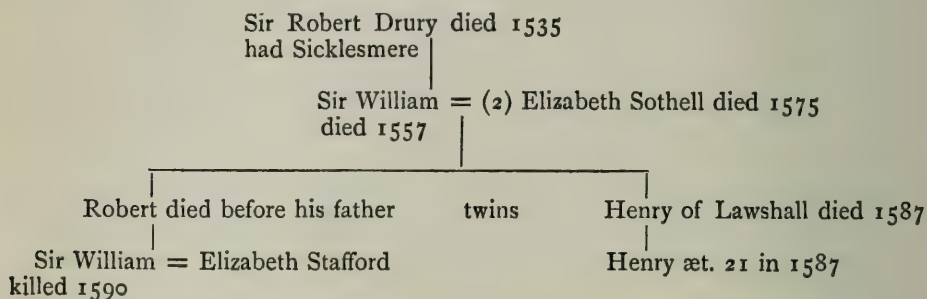 Sir Robert Drury died 1535
had Sicklesmere
Sir William = (2) Elizabeth Sothell died 1575
died 1557
Robert died before his father twins Henry of Lawshall died 1587
Sir William = Elizabeth Stafford Henry æt. 21 in 1587
killed 1590